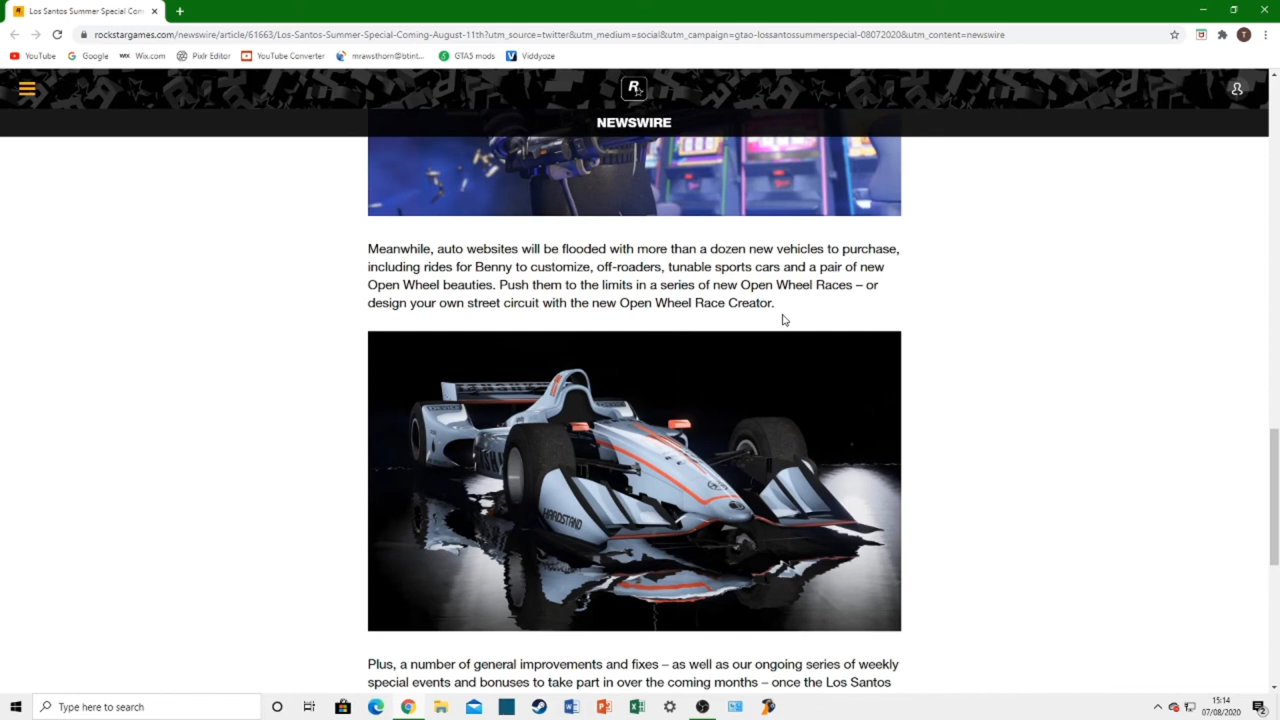 Los Santos Summer Special Com
rockstargames.com/newswire/article/61663/Los-Santos-Summer-Special-Coming-August-11th?utm_source=twitter&utm_medium=social&utm_campaign=gtao-lossantossummerspecial-08072020&utm_content=newswire
T
YouTube
Google
Wix.com
Pixlr Editor
YouTube Converter
mrawsthorn@btint...
GTA5 mods
Viddyoze
NEWSWIRE
Meanwhile, auto websites will be flooded with more than a dozen new vehicles to purchase,
including rides for Benny to customize, off-roaders, tunable sports cars and a pair of new
Open Wheel beauties. Push them to the limits in a series of new Open Wheel Races – or
design your own street circuit with the new Open Wheel Race Creator.
HARDSTAND
Plus, a number of general improvements and fixes – as well as our ongoing series of weekly
special events and bonuses to take part in over the coming months – once the Los Santos
Type here to search
15:14
07/08/2020
2